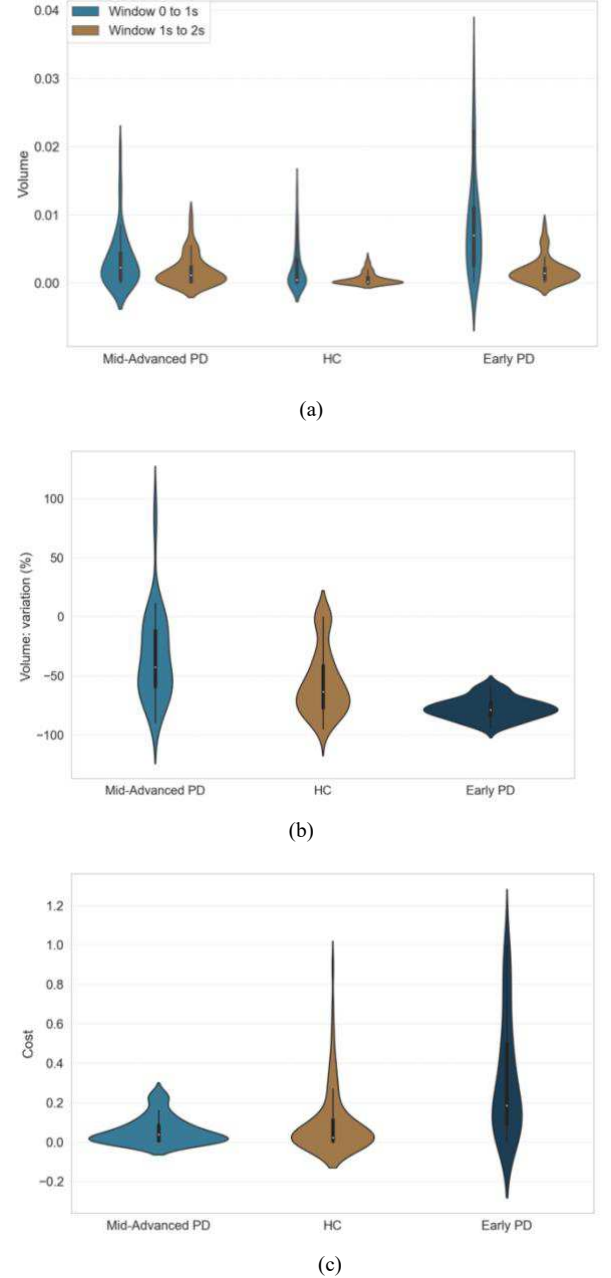 0.04
Window 0 to 1s
Window 1s to 2s
0.03
0.02
0.01
0.00
Volume
Mid-Advanced PD HC Early PD
(a)
100
50
0
−50
−100
Volume: variation (%)
Mid-Advanced PD HC Early PD
(b)
1.2
1.0
0.8
0.6
0.4
0.2
0.0
−0.2
Cost
Mid-Advanced PD HC Early PD
(c)